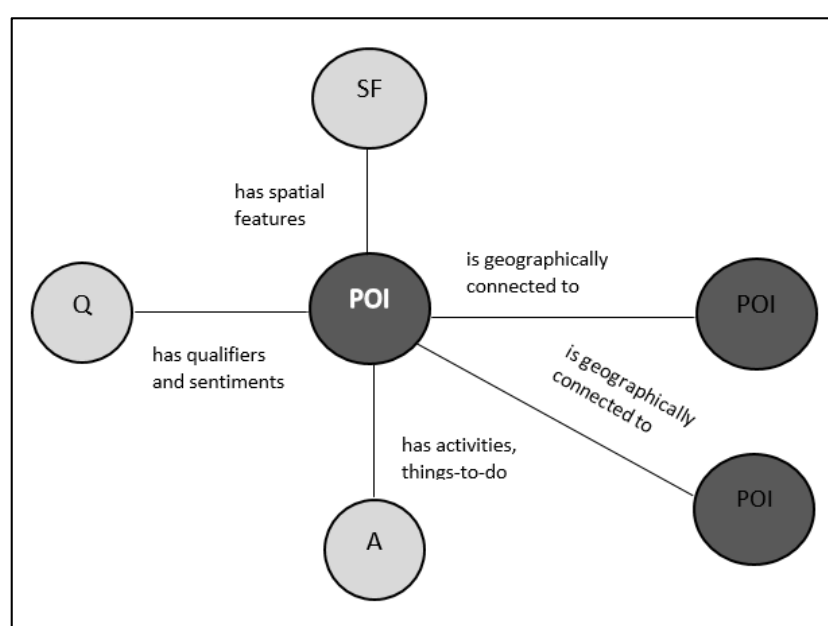 SF
has spatial
features
Q
POI
is geographically
connected to
POI
has qualifiers
and sentiments
is geographically
connected to
has activities,
things-to-do
POI
A